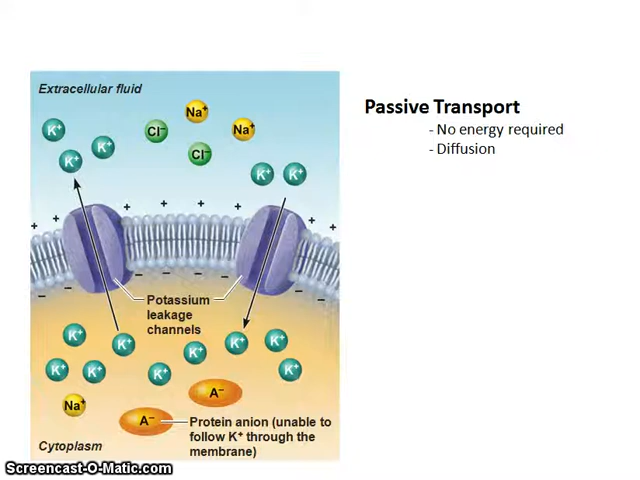 Extracellular fluid
Passive Transport
- No energy required
- Diffusion
Na+
K+
Cl–
Na+
K+
K+
Cl–
K+
K+
+ + + + + + + +
– – – – – – – –
Potassium
leakage
channels
K+
K+
K+
K+
K+
K+
K+
K+
K+
A–
Na+
A–
Protein anion (unable to
follow K+ through the
membrane)
Cytoplasm
Screencast-O-Matic.com